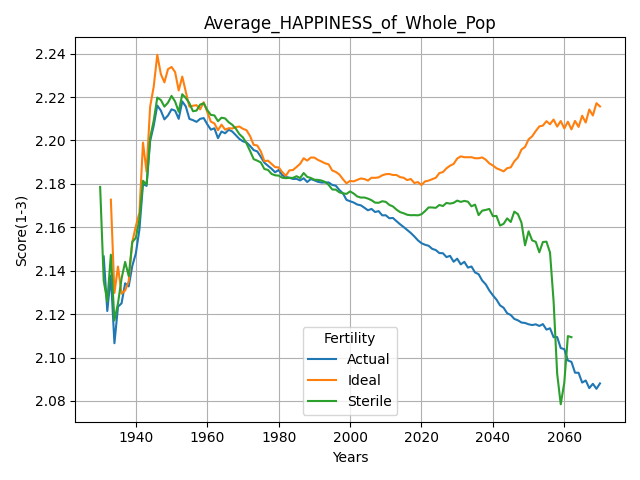 Average_HAPPINESS_of_Whole_Pop
Score(1-3)
2.24
2.22
2.20
2.18
2.16
2.14
2.12
2.10
2.08
Fertility
Actual
Ideal
Sterile
1940
1960
1980
2000
2020
2040
2060
Years